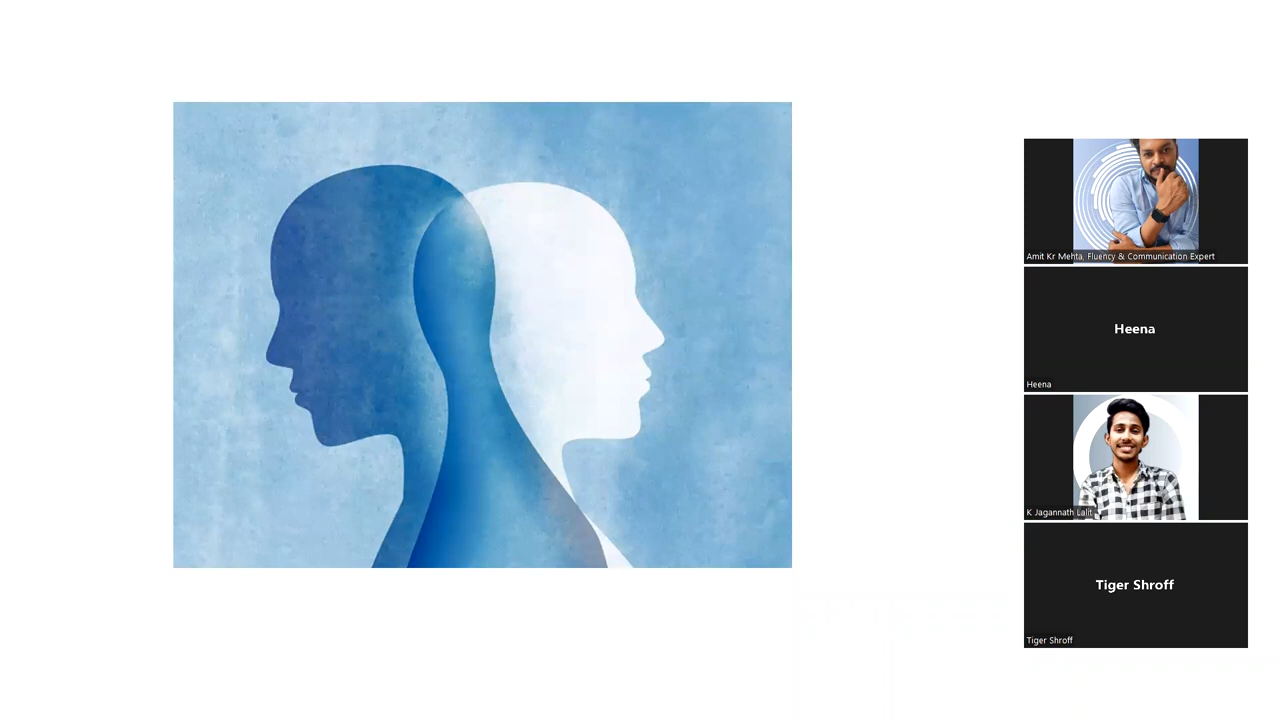 Amit Kr Mehta, Fluency & Communication Expert
Heena
Heena
K Jagannath Lalit
Tiger Shroff
Tiger Shroff